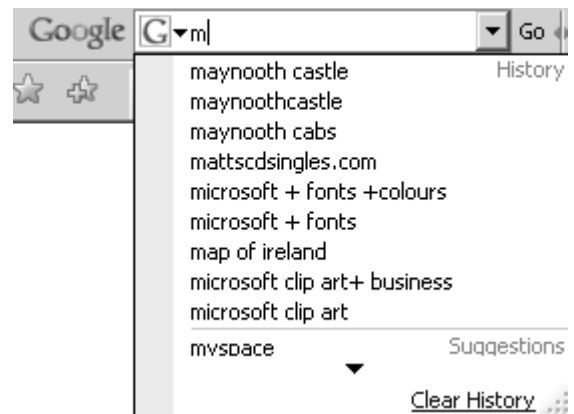 Google G m Go
maynooth castle History
maynoothcastle
maynooth cabs
mattscdsingles.com
microsoft + fonts +colours
microsoft + fonts
map of ireland
microsoft clip art+ business
microsoft clip art
myspace Suggestions
Clear History